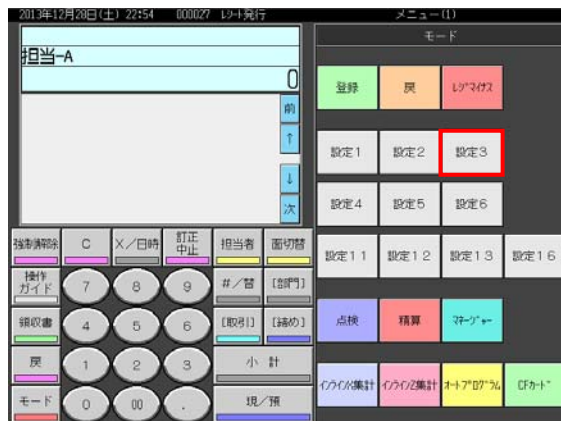 2013年12月28日(土) 22:54 000027 レシート発行 メニュー(1)
モード
担当-A
0
登録 戻 レジマイナス
前
↑
↓
次
設定1 設定2 設定3
設定4 設定5 設定6
強制解除 C ×/日時 訂正中止 担当者 面切替
設定11 設定12 設定13 設定16
操作ガイド 7 8 9 #/替 [部門]
領収書 4 5 6 [取引] [締め]
点検 精算 マネージャー
戻 1 2 3 小計
インラインX集計 インラインZ集計 オートプログラム CFカード
モード 0 00 . 現/預